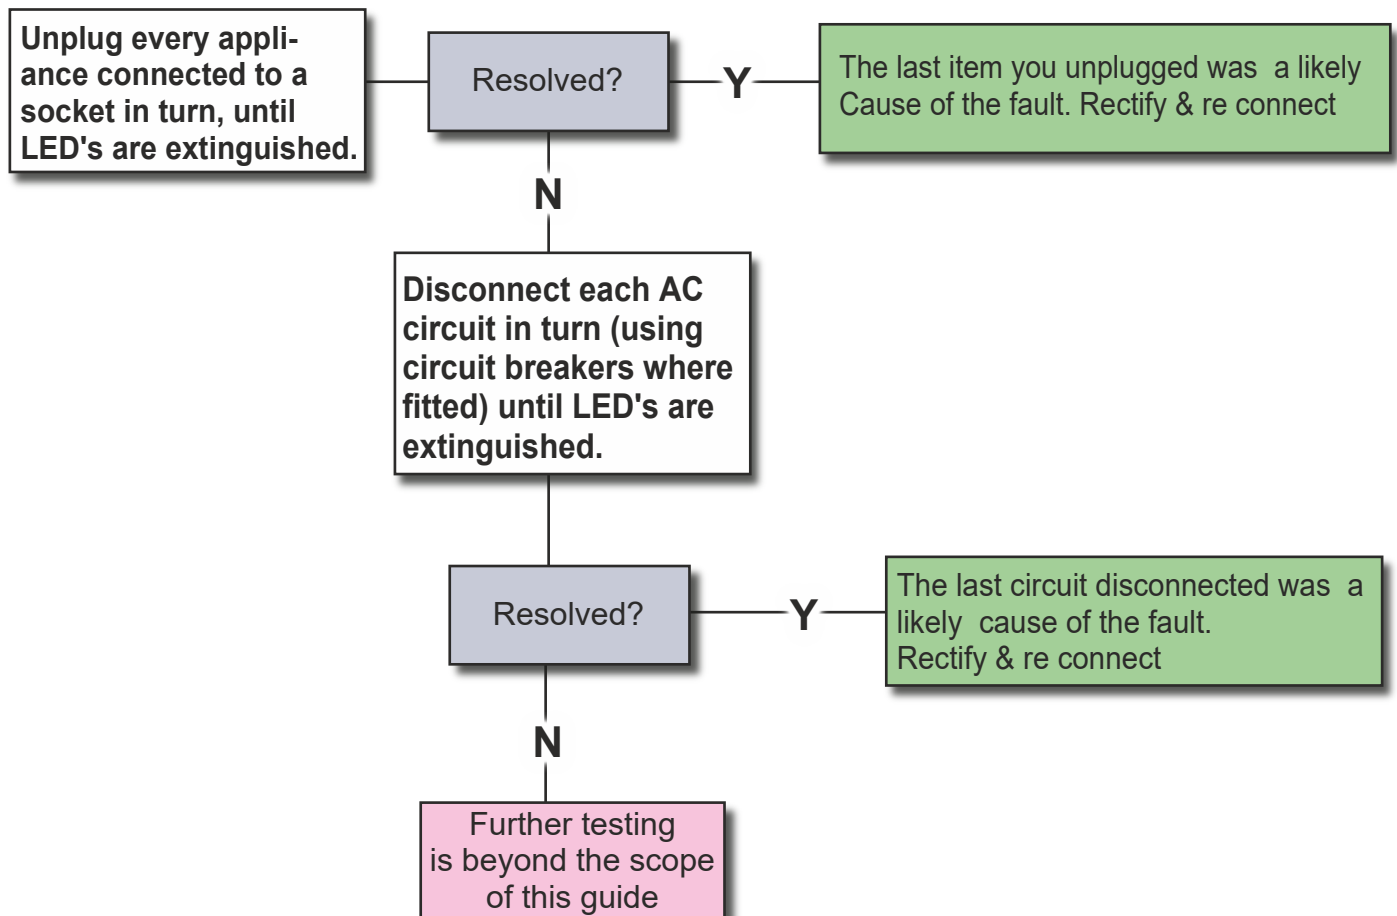 Unplug every appli-
ance connected to a
socket in turn, until
LED's are extinguished.
Resolved?
Y
The last item you unplugged was  a likely
Cause of the fault. Rectify & re connect
N
Disconnect each AC
circuit in turn (using
circuit breakers where
fitted) until LED's are
extinguished.
Resolved?
Y
The last circuit disconnected was  a
likely  cause of the fault.
Rectify & re connect
N
Further testing
is beyond the scope
of this guide